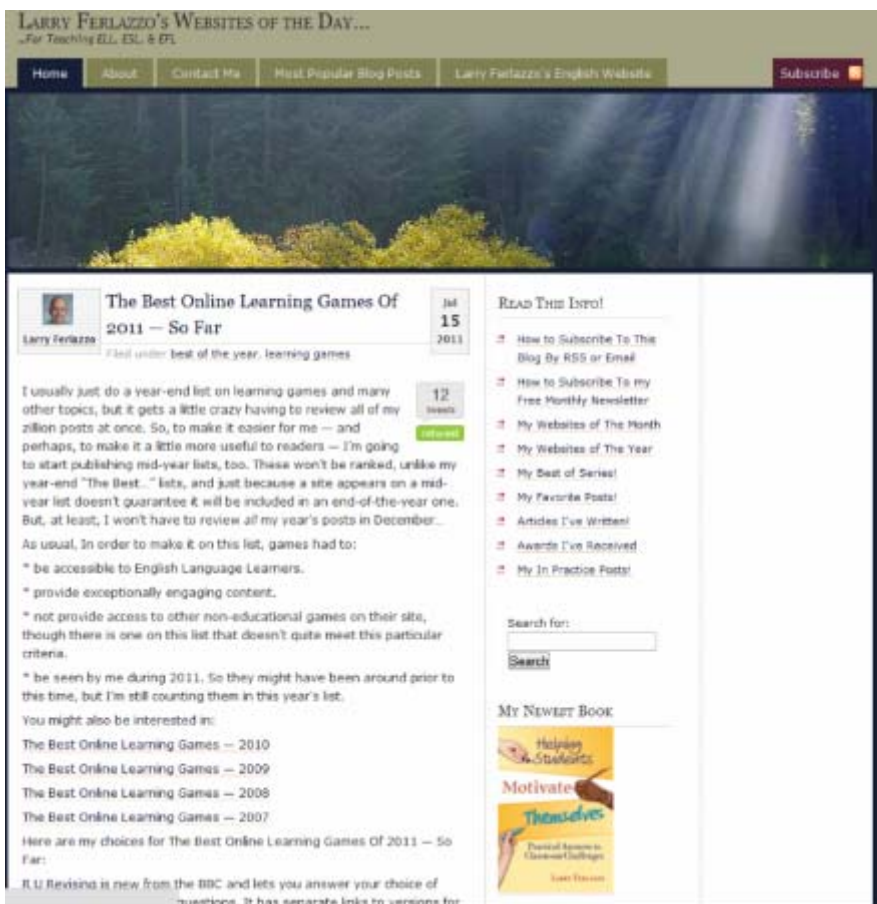 LARRY FERLAZZO'S WEBSITES OF THE DAY...
...For Teaching ELL, ESL, & EFL
Home
About
Contact Me
Most Popular Blog Posts
Larry Ferlazzo's English Website
Subscribe
Larry Ferlazzo
The Best Online Learning Games Of
2011 — So Far
Filed under best of the year, learning games
Jul
15
2011
12
tweets
retweet
I usually just do a year-end list on learning games and many
other topics, but it gets a little crazy having to review all of my
zillion posts at once. So, to make it easier for me — and
perhaps, to make it a little more useful to readers — I'm going
to start publishing mid-year lists, too. These won't be ranked, unlike my
year-end "The Best..." lists, and just because a site appears on a mid-
year list doesn't guarantee it will be included in an end-of-the-year one.
But, at least, I won't have to review all my year's posts in December...
As usual, In order to make it on this list, games had to:
* be accessible to English Language Learners.
* provide exceptionally engaging content.
* not provide access to other non-educational games on their site,
though there is one on this list that doesn't quite meet this particular
criteria.
* be seen by me during 2011. So they might have been around prior to
this time, but I'm still counting them in this year's list.
You might also be interested in:
The Best Online Learning Games — 2010
The Best Online Learning Games — 2009
The Best Online Learning Games — 2008
The Best Online Learning Games — 2007
Here are my choices for The Best Online Learning Games Of 2011 — So
Far:
R U Revising is new from the BBC and lets you answer your choice of
questions. It has separate links to versions for
READ THIS INFO!
How to Subscribe To This
Blog By RSS or Email
How to Subscribe To my
Free Monthly Newsletter
My Websites of The Month
My Websites of The Year
My Best of Series!
My Favorite Posts!
Articles I've Written!
Awards I've Received
My In Practice Posts!
Search for:
Search
MY NEWEST BOOK
Helping
Students
Motivate
Themselves
Practical Answers to
Classroom Challenges
Larry Ferlazzo